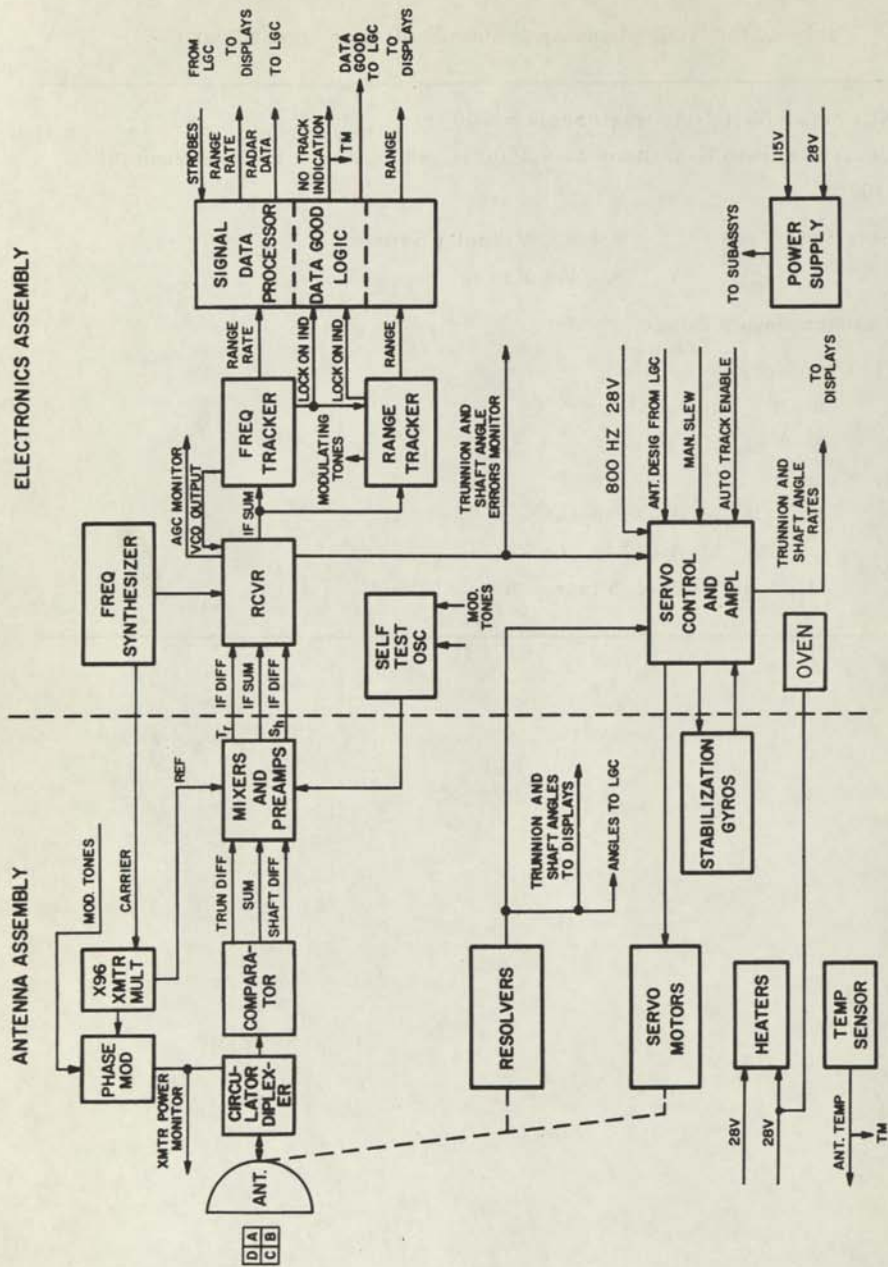 ANTENNA ASSEMBLY
ELECTRONICS ASSEMBLY
MOD. TONES
CARRIER
X96
XMTR
MULT
PHASE
MOD
XMTR POWER
MONITOR
REF
FREQ
SYNTHESIZER
D A
C B
ANT.
CIRCU-
LATOR
DIPLEX-
ER
COMPARA-
TOR
TRUN DIFF
SUM
SHAFT DIFF
MIXERS
AND
PREAMPS
Tr
IF DIFF
IF SUM
Sh
IF DIFF
RCVR
AGC MONITOR
VCO OUTPUT
IF SUM
FREQ
TRACKER
MODULATING
TONES
RANGE
TRACKER
RANGE
RATE
LOCK ON IND
LOCK ON IND
RANGE
SIGNAL
DATA
PROCESSOR
DATA GOOD
LOGIC
STROBES
FROM
LGC
RANGE
RATE
TO
DISPLAYS
RADAR
DATA
TO LGC
NO TRACK
INDICATION
TM
DATA
GOOD
TO LGC
RANGE
TO
DISPLAYS
SELF
TEST
OSC
MOD.
TONES
TRUNNION AND
SHAFT ANGLE
ERRORS MONITOR
RESOLVERS
TRUNNION AND
SHAFT ANGLES
TO DISPLAYS
ANGLES TO LGC
SERVO
MOTORS
STABILIZATION
GYROS
SERVO
CONTROL
AND
AMPL
800 HZ 28V
ANT. DESIG FROM LGC
MAN. SLEW
AUTO TRACK ENABLE
TRUNNION AND
SHAFT ANGLE
RATES
TO
DISPLAYS
TO SUBASSYS
POWER
SUPPLY
115V
28V
28V
28V
HEATERS
OVEN
ANT. TEMP
TM
TEMP
SENSOR